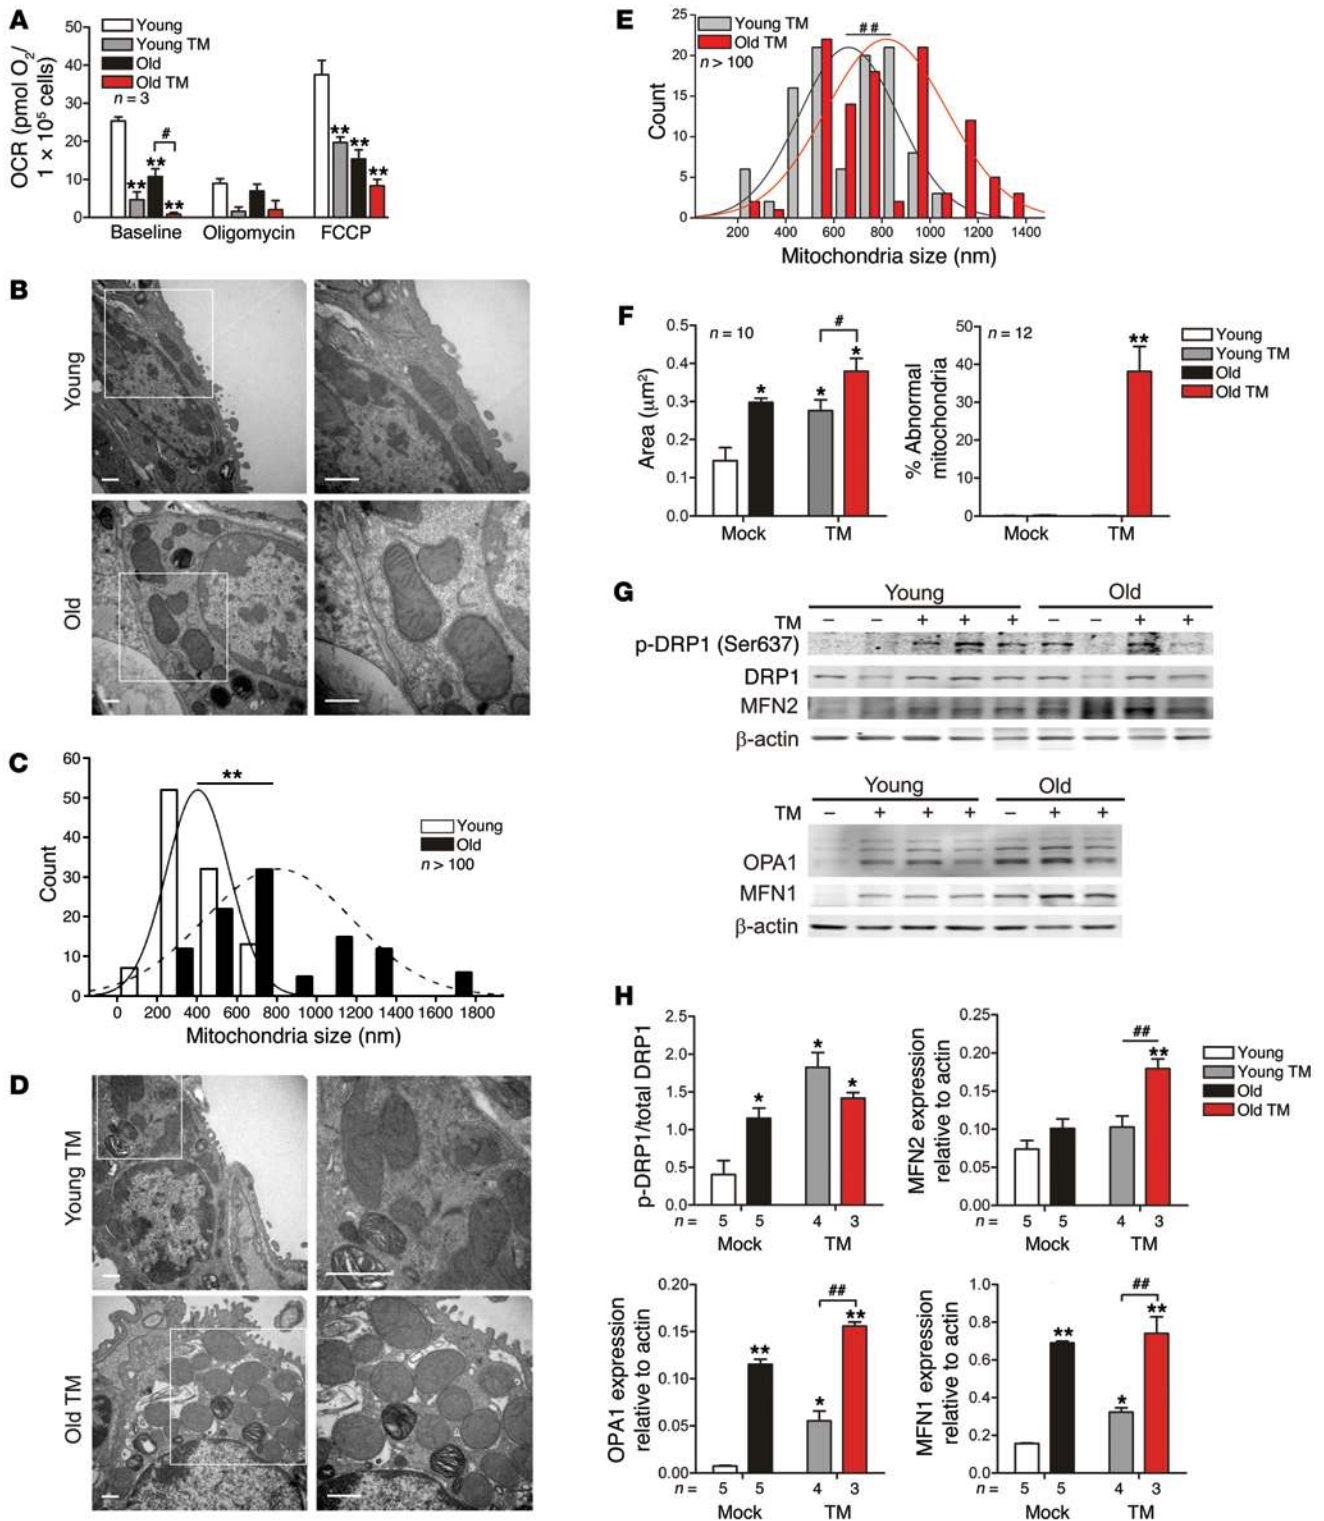 A
50
40
30
20
10
0
OCR (pmol O2/
1 × 10⁵ cells)
Young
Young TM
Old
Old TM
n = 3
**
**
#
**
**
**
**
Baseline
Oligomycin
FCCP
B
Young
Old
C
60
50
40
30
20
10
0
Count
**
Young
Old
n > 100
0
200
400
600
800
1000
1200
1400
1600
1800
Mitochondria size (nm)
D
Young TM
Old TM
E
25
20
15
10
5
0
Count
Young TM
Old TM
n > 100
##
200
400
600
800
1000
1200
1400
Mitochondria size (nm)
F
0.5
0.4
0.3
0.2
0.1
0.0
Area (μm²)
n = 10
*
*
#
*
Mock
TM
50
40
30
20
10
0
% Abnormal
mitochondria
n = 12
**
Mock
TM
Young
Young TM
Old
Old TM
G
Young
Old
TM − − + + + − − + +
p-DRP1 (Ser637)
DRP1
MFN2
β-actin
Young
Old
TM − + + + − + +
OPA1
MFN1
β-actin
H
2.5
2.0
1.5
1.0
0.5
0.0
p-DRP1/total DRP1
*
*
*
n = 5 5 4 3
Mock
TM
0.25
0.20
0.15
0.10
0.05
0.00
MFN2 expression
relative to actin
##
**
n = 5 5 4 3
Mock
TM
Young
Young TM
Old
Old TM
0.20
0.15
0.10
0.05
0.00
OPA1 expression
relative to actin
**
*
##
**
n = 5 5 4 3
Mock
TM
1.0
0.8
0.6
0.4
0.2
0.0
MFN1 expression
relative to actin
**
*
##
**
n = 5 5 4 3
Mock
TM